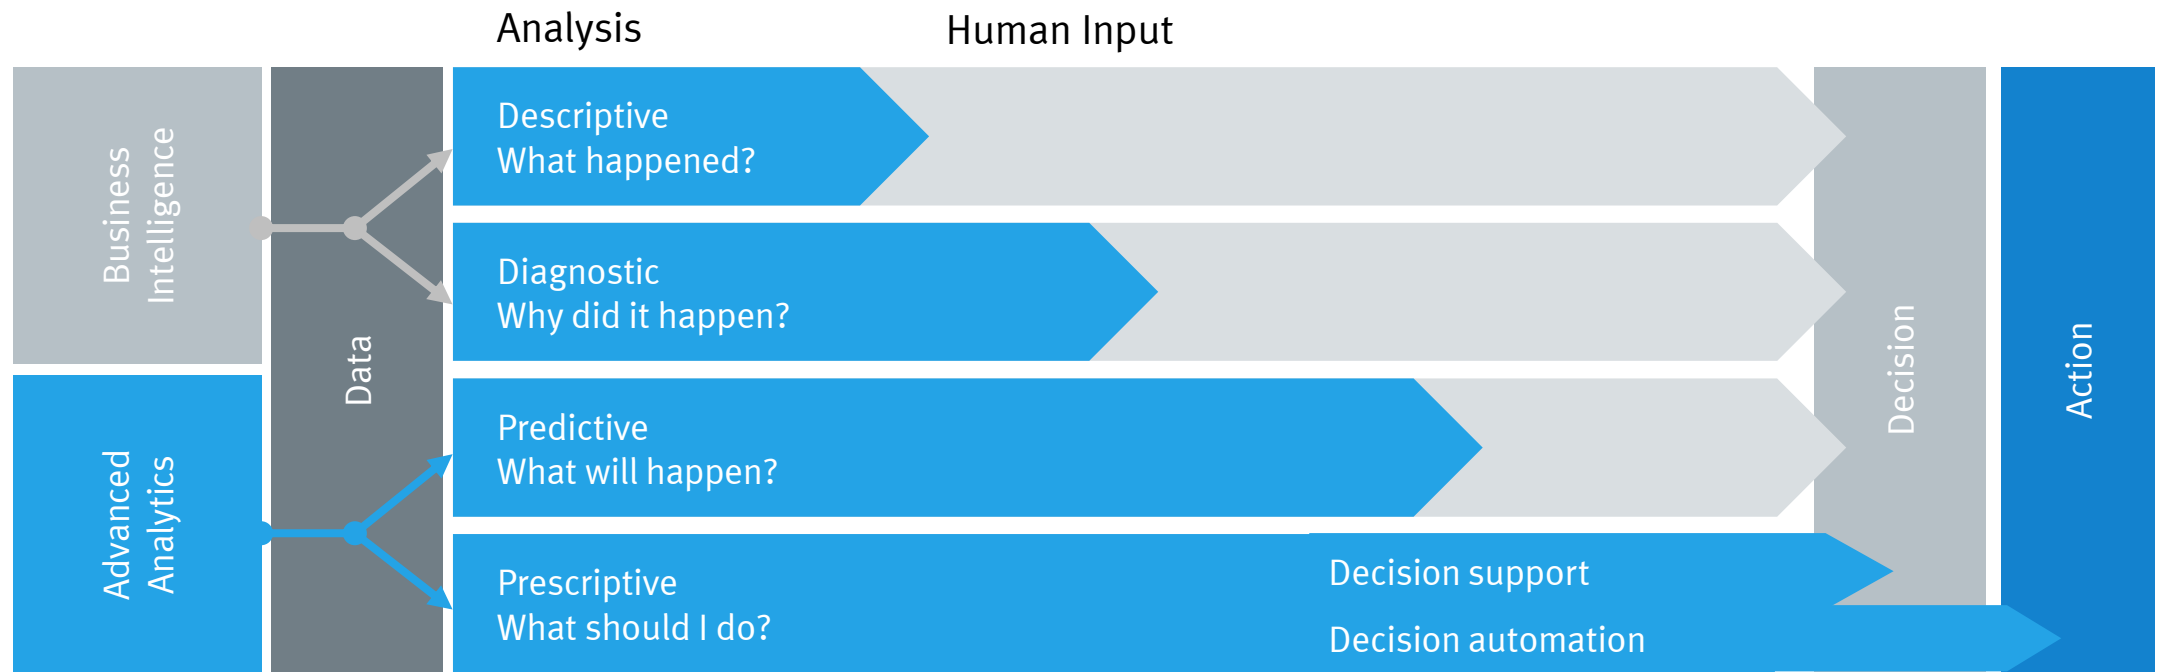 Analysis
Human Input
Business
Intelligence
Advanced
Analytics
Data
Descriptive
What happened?
Diagnostic
Why did it happen?
Predictive
What will happen?
Prescriptive
What should I do?
Decision support
Decision automation
Decision
Action